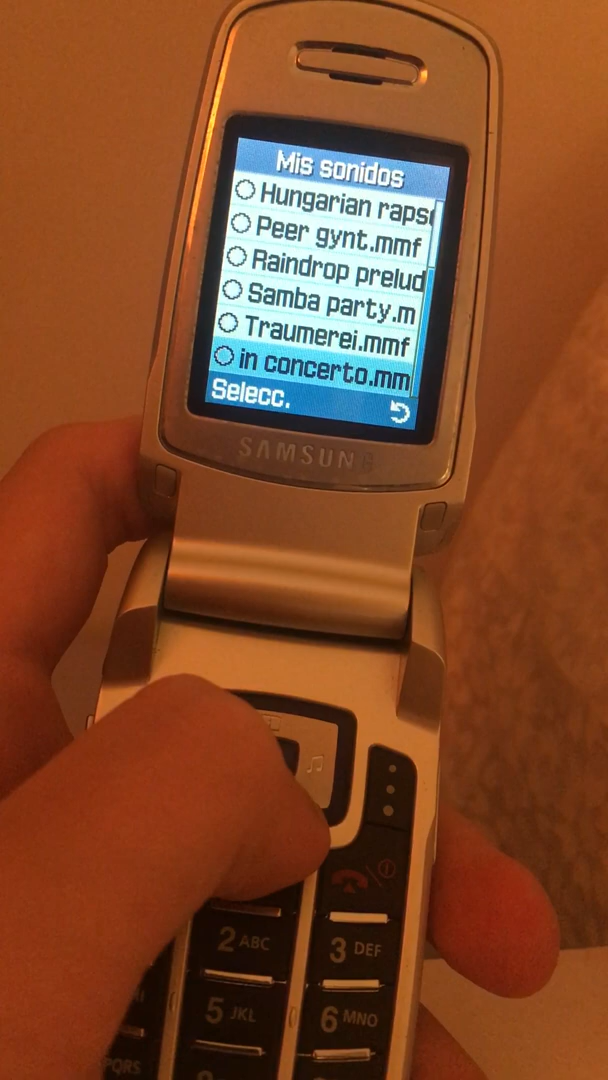 Mis sonidos
Hungarian raps
Peer gynt.mmf
Raindrop prelud
Samba party.m
Traumerei.mmf
in concerto.mm
Selecc.
SAMSUNG
2 ABC
3 DEF
5 JKL
6 MNO
PQRS